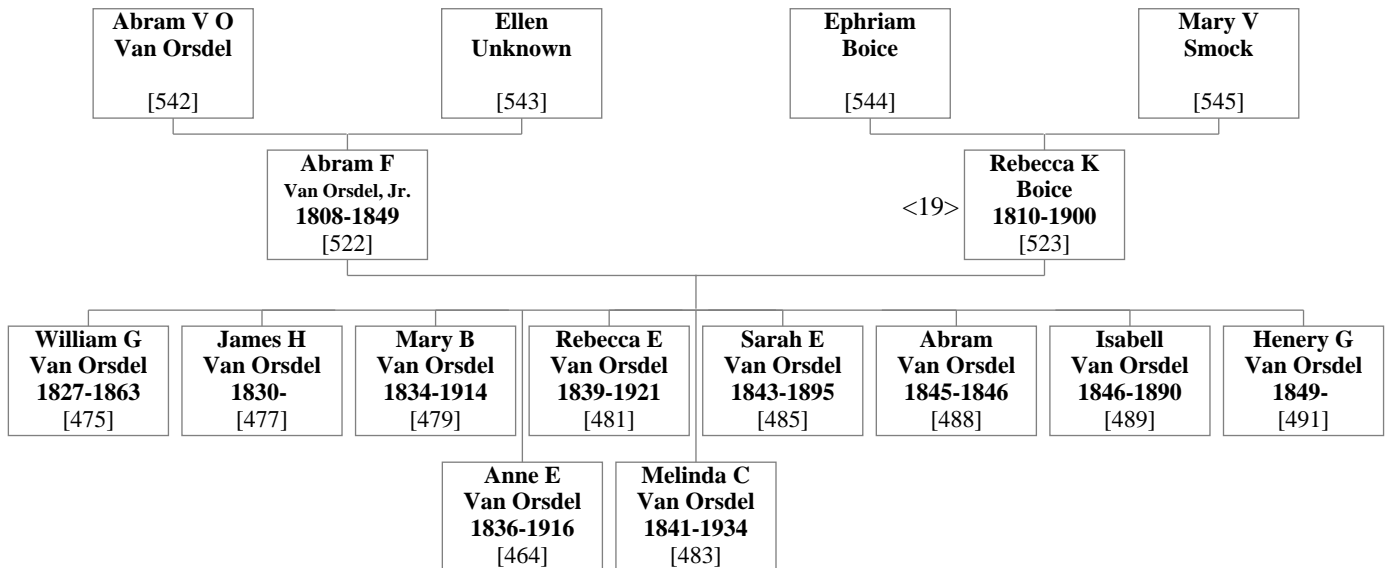 Abram V O
Van Orsdel
[542]
Ellen
Unknown
[543]
Ephriam
Boice
[544]
Mary V
Smock
[545]
Abram F
Van Orsdel, Jr.
1808-1849
[522]
<19>
Rebecca K
Boice
1810-1900
[523]
William G
Van Orsdel
1827-1863
[475]
James H
Van Orsdel
1830-
[477]
Mary B
Van Orsdel
1834-1914
[479]
Rebecca E
Van Orsdel
1839-1921
[481]
Sarah E
Van Orsdel
1843-1895
[485]
Abram
Van Orsdel
1845-1846
[488]
Isabell
Van Orsdel
1846-1890
[489]
Henery G
Van Orsdel
1849-
[491]
Anne E
Van Orsdel
1836-1916
[464]
Melinda C
Van Orsdel
1841-1934
[483]